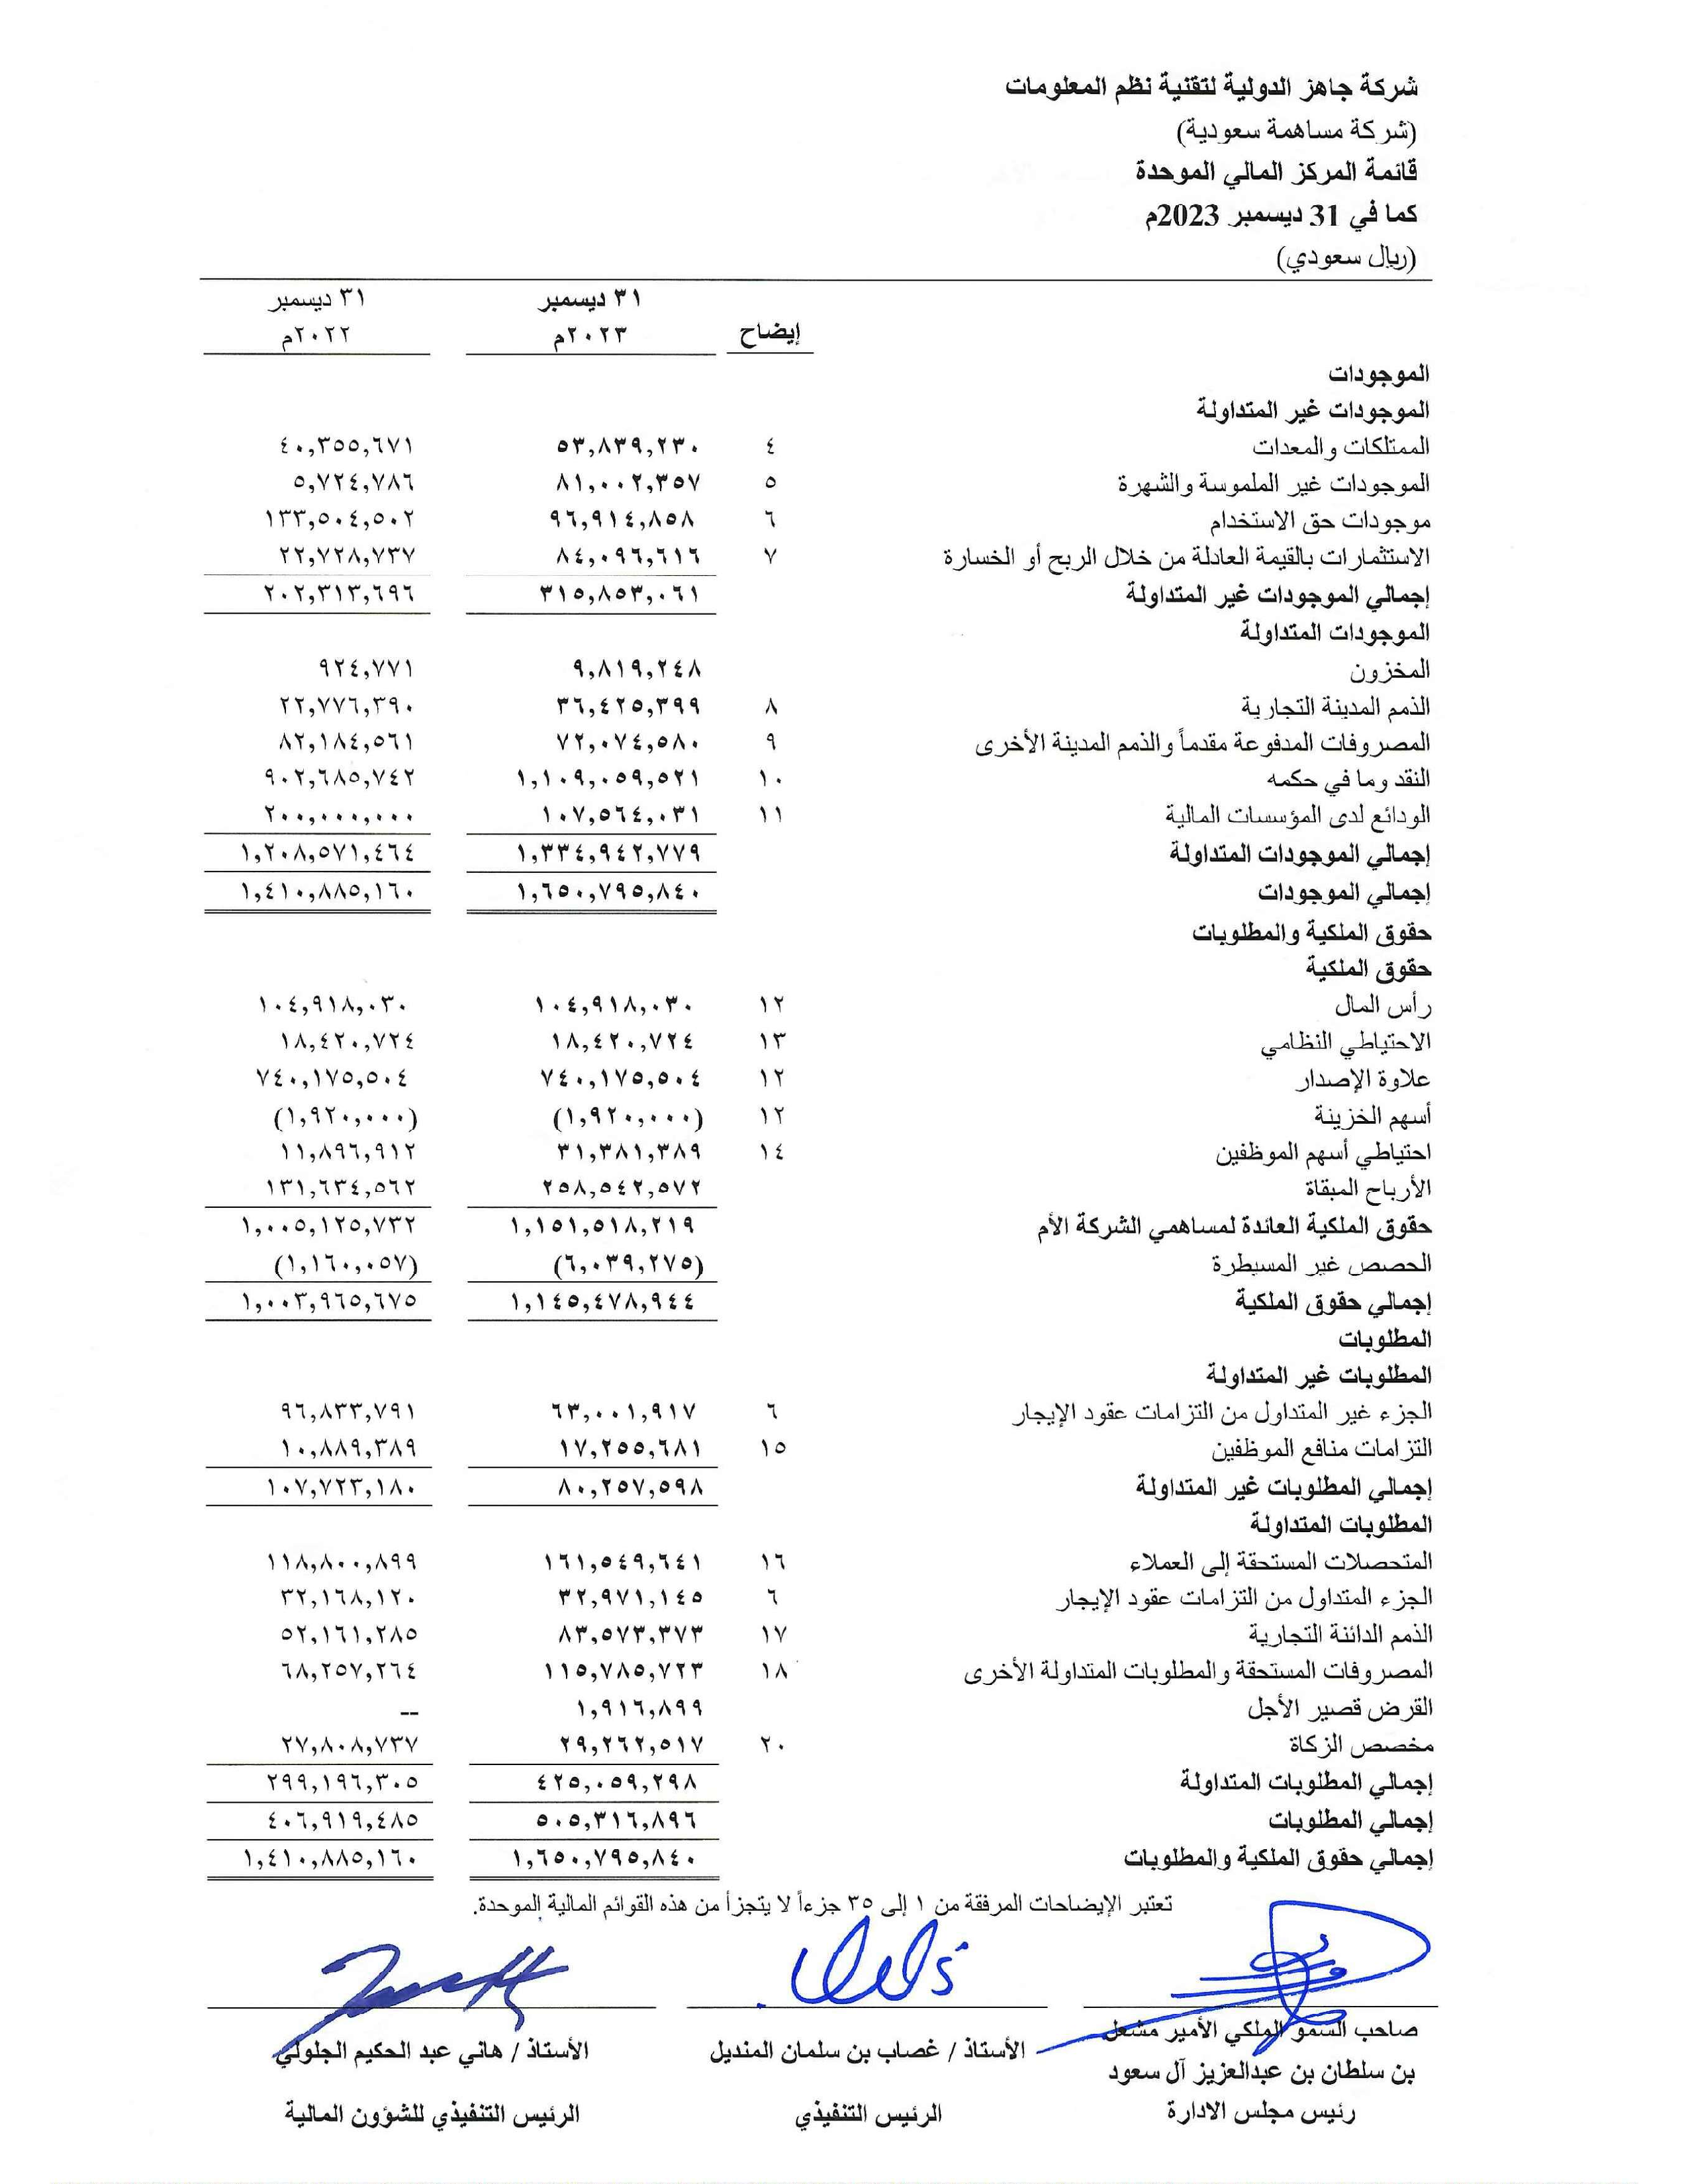 شركة جاهز الدولية لتقنية نظم المعلومات
(شركة مساهمة سعودية)
قائمة المركز المالي الموحدة
كما في 31 ديسمبر 2023م
(ريال سعودي)
٣١ ديسمبر ٣١ ديسمبر
إيضاح ٢٠٢٣م ٢٠٢٢م
الموجودات
الموجودات غير المتداولة
الممتلكات والمعدات ٤ ٥٣,٨٣٩,٢٣٠ ٤٠,٣٥٥,٦٧١
الموجودات غير الملموسة والشهرة ٥ ٨١,٠٠٢,٣٥٧ ٥,٧٢٤,٧٨٦
موجودات حق الاستخدام ٦ ٩٦,٩١٤,٨٥٨ ١٣٣,٥٠٤,٥٠٢
الاستثمارات بالقيمة العادلة من خلال الربح أو الخسارة ٧ ٨٤,٠٩٦,٦١٦ ٢٢,٧٢٨,٧٣٧
إجمالي الموجودات غير المتداولة ٣١٥,٨٥٣,٠٦١ ٢٠٢,٣١٣,٦٩٦
الموجودات المتداولة
المخزون ٩,٨١٩,٢٤٨ ٩٢٤,٧٧١
الذمم المدينة التجارية ٨ ٣٦,٤٢٥,٣٩٩ ٢٢,٧٧٦,٣٩٠
المصروفات المدفوعة مقدماً والذمم المدينة الأخرى ٩ ٧٢,٠٧٤,٥٨٠ ٨٢,١٨٤,٥٦١
النقد وما في حكمه ١٠ ١,١٠٩,٠٥٩,٥٢١ ٩٠٢,٦٨٥,٧٤٢
الودائع لدى المؤسسات المالية ١١ ١٠٧,٥٦٤,٠٣١ ٢٠٠,٠٠٠,٠٠٠
إجمالي الموجودات المتداولة ١,٣٣٤,٩٤٢,٧٧٩ ١,٢٠٨,٥٧١,٤٦٤
إجمالي الموجودات ١,٦٥٠,٧٩٥,٨٤٠ ١,٤١٠,٨٨٥,١٦٠
حقوق الملكية والمطلوبات
حقوق الملكية
رأس المال ١٢ ١٠٤,٩١٨,٠٣٠ ١٠٤,٩١٨,٠٣٠
الاحتياطي النظامي ١٣ ١٨,٤٢٠,٧٢٤ ١٨,٤٢٠,٧٢٤
علاوة الإصدار ١٢ ٧٤٠,١٧٥,٥٠٤ ٧٤٠,١٧٥,٥٠٤
أسهم الخزينة ١٢ (١,٩٢٠,٠٠٠) (١,٩٢٠,٠٠٠)
احتياطي أسهم الموظفين ١٤ ٣١,٣٨١,٣٨٩ ١١,٨٩٦,٩١٢
الأرباح المبقاة ٢٥٨,٥٤٢,٥٧٢ ١٣١,٦٣٤,٥٦٢
حقوق الملكية العائدة لمساهمي الشركة الأم ١,١٥١,٥١٨,٢١٩ ١,٠٠٥,١٢٥,٧٣٢
الحصص غير المسيطرة (٦,٠٣٩,٢٧٥) (١,١٦٠,٠٥٧)
إجمالي حقوق الملكية ١,١٤٥,٤٧٨,٩٤٤ ١,٠٠٣,٩٦٥,٦٧٥
المطلوبات
المطلوبات غير المتداولة
الجزء غير المتداول من التزامات عقود الإيجار ٦ ٦٣,٠٠١,٩١٧ ٩٦,٨٣٣,٧٩١
التزامات منافع الموظفين ١٥ ١٧,٢٥٥,٦٨١ ١٠,٨٨٩,٣٨٩
إجمالي المطلوبات غير المتداولة ٨٠,٢٥٧,٥٩٨ ١٠٧,٧٢٣,١٨٠
المطلوبات المتداولة
المتحصلات المستحقة إلى العملاء ١٦ ١٦١,٥٤٩,٦٤١ ١١٨,٨٠٠,٨٩٩
الجزء المتداول من التزامات عقود الإيجار ٦ ٣٢,٩٧١,١٤٥ ٣٢,١٦٨,١٢٠
الذمم الدائنة التجارية ١٧ ٨٣,٥٧٣,٣٧٣ ٥٢,١٦١,٢٨٥
المصروفات المستحقة والمطلوبات المتداولة الأخرى ١٨ ١١٥,٧٨٥,٧٢٣ ٦٨,٢٥٧,٢٦٤
القرض قصير الأجل ١,٩١٦,٨٩٩ --
مخصص الزكاة ٢٠ ٢٩,٢٦٢,٥١٧ ٢٧,٨٠٨,٧٣٧
إجمالي المطلوبات المتداولة ٤٢٥,٠٥٩,٢٩٨ ٢٩٩,١٩٦,٣٠٥
إجمالي المطلوبات ٥٠٥,٣١٦,٨٩٦ ٤٠٦,٩١٩,٤٨٥
إجمالي حقوق الملكية والمطلوبات ١,٦٥٠,٧٩٥,٨٤٠ ١,٤١٠,٨٨٥,١٦٠
تعتبر الإيضاحات المرفقة من ١ إلى ٣٥ جزءاً لا يتجزأ من هذه القوائم المالية الموحدة.
صاحب السمو الملكي الأمير مشعل
بن سلطان بن عبدالعزيز آل سعود
رئيس مجلس الادارة
الأستاذ / غصاب بن سلمان المنديل
الرئيس التنفيذي
الأستاذ / هاني عبد الحكيم الجلولي
الرئيس التنفيذي للشؤون المالية